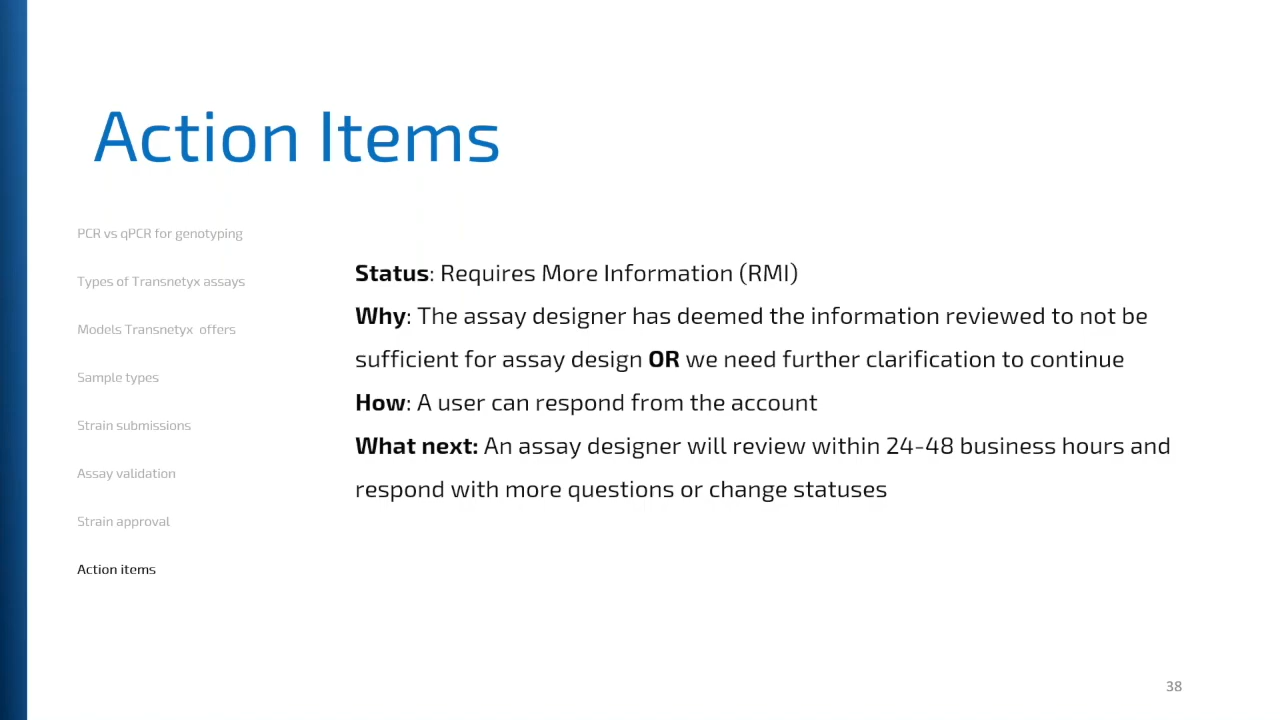 Action Items
PCR vs qPCR for genotyping
Types of Transnetyx assays
Models Transnetyx  offers
Sample types
Strain submissions
Assay validation
Strain approval
Action items
Status: Requires More Information (RMI)
Why: The assay designer has deemed the information reviewed to not be
sufficient for assay design OR we need further clarification to continue
How: A user can respond from the account
What next: An assay designer will review within 24-48 business hours and
respond with more questions or change statuses
38